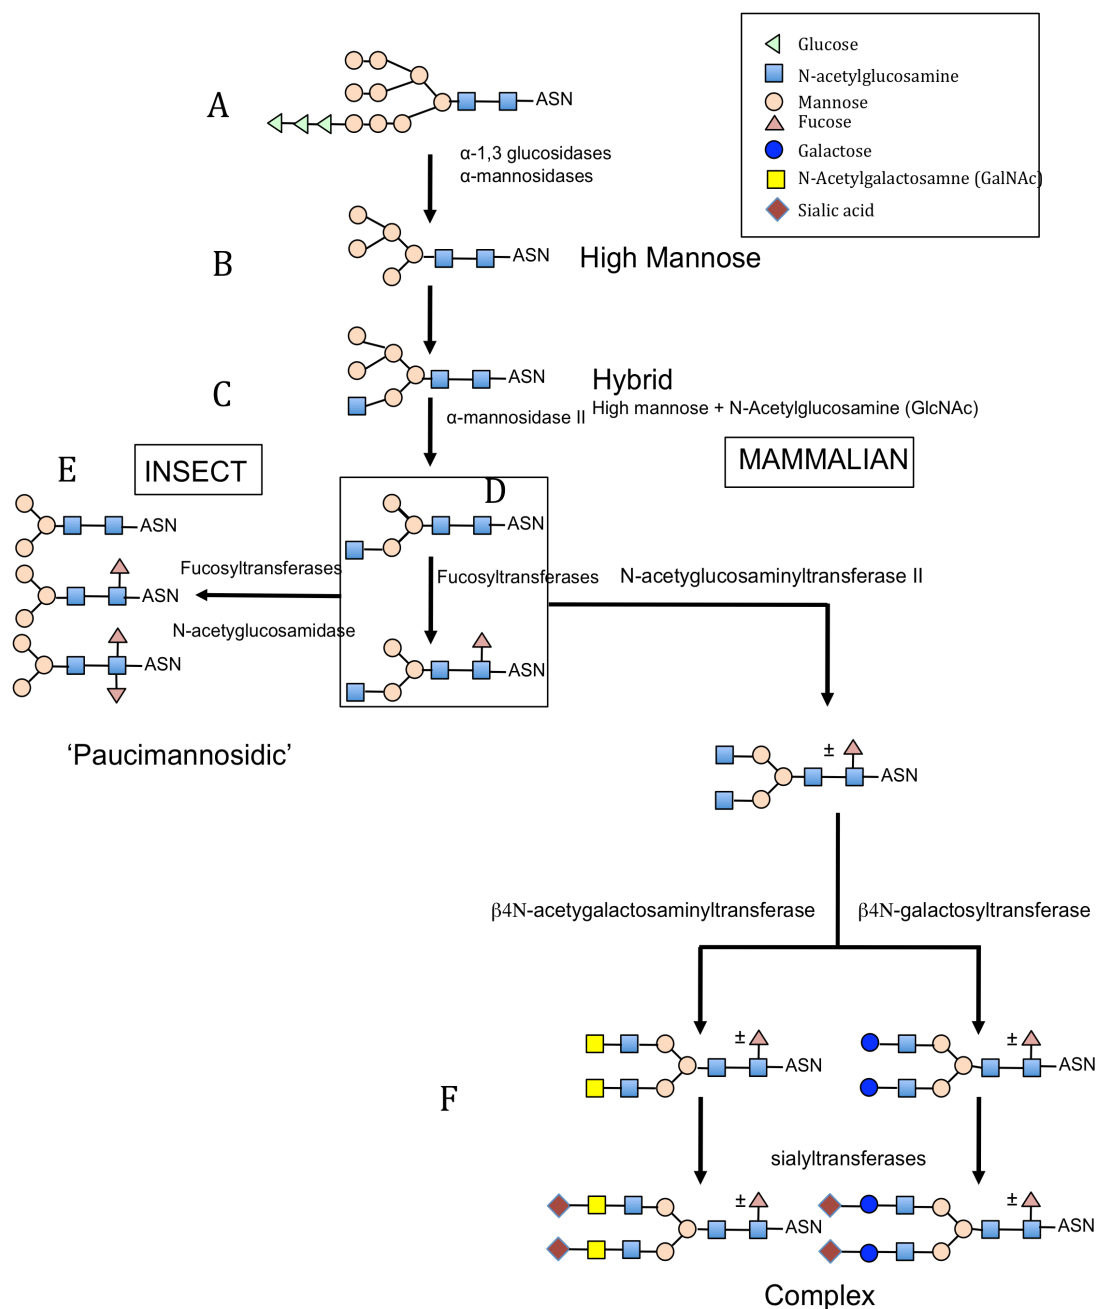 Glucose
N-acetylglucosamine
Mannose
Fucose
Galactose
N-Acetylgalactosamne (GalNAc)
Sialic acid
A
ASN
α-1,3 glucosidases
α-mannosidases
B
ASN
High Mannose
C
ASN
Hybrid
High mannose + N-Acetylglucosamine (GlcNAc)
α-mannosidase II
E
INSECT
MAMMALIAN
D
ASN
ASN
Fucosyltransferases
Fucosyltransferases
N-acetyglucosaminyltransferase II
ASN
N-acetyglucosamidase
ASN
ASN
'Paucimannosidic'
±
ASN
β4N-acetygalactosaminyltransferase
β4N-galactosyltransferase
±
ASN
±
ASN
F
sialyltransferases
±
ASN
±
ASN
Complex